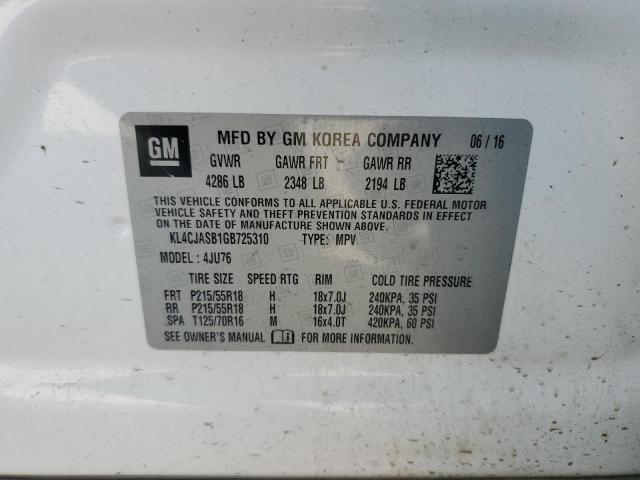 GM MFD BY GM KOREA COMPANY 06 / 16
GVWR GAWR FRT GAWR RR
4286 LB 2348 LB 2194 LB
THIS VEHICLE CONFORMS TO ALL APPLICABLE U.S. FEDERAL MOTOR
VEHICLE SAFETY AND THEFT PREVENTION STANDARDS IN EFFECT
ON THE DATE OF MANUFACTURE SHOWN ABOVE.
KL4CJASB1GB725310 TYPE: MPV
MODEL : 4JU76
TIRE SIZE SPEED RTG RIM COLD TIRE PRESSURE
FRT P215/55R18 H 18x7.0J 240KPA, 35 PSI
RR P215/55R18 H 18x7.0J 240KPA, 35 PSI
SPA T125/70R16 M 16x4.0T 420KPA, 60 PSI
SEE OWNER'S MANUAL FOR MORE INFORMATION.